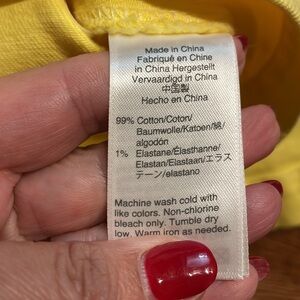 Made in China
Fabriqué en Chine
in China Hergestellt
Vervaardigd in China
中国製
Hecho en China
99% Cotton/Coton/
Baumwolle/Katoen/綿/
algodón
1% Elastane/Élasthanne/
Elastan/Elastaan/エラス
テーン/elastano
Machine wash cold with
like colors. Non-chlorine
bleach only. Tumble dry
low. Warm iron as needed.